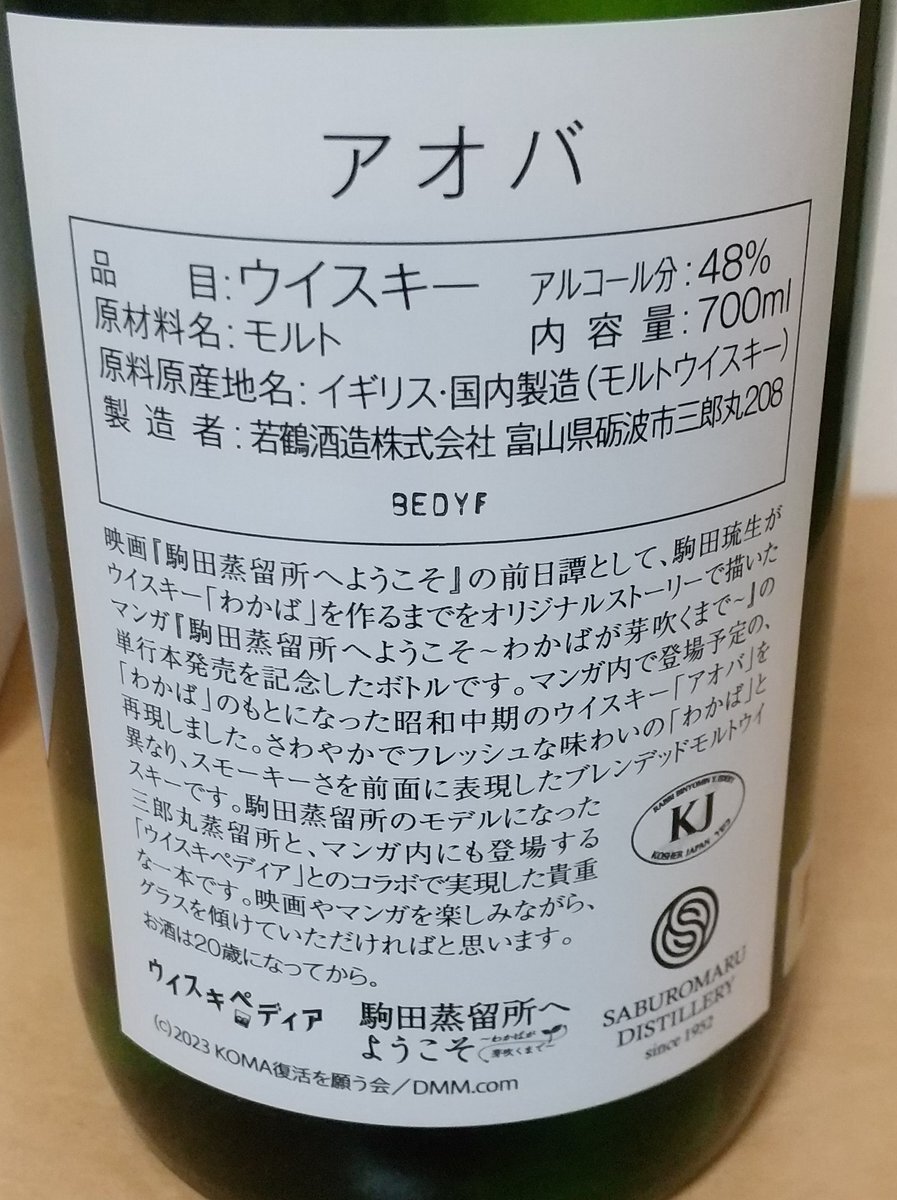 アオバ
品目:ウイスキー アルコール分:48%
原材料名:モルト 内容量:700ml
原料原産地名:イギリス・国内製造(モルトウイスキー)
製造者:若鶴酒造株式会社 富山県砺波市三郎丸208
BEDYF
映画『駒田蒸留所へようこそ』の前日譚として、駒田琉生が
ウイスキー「わかば」を作るまでをオリジナルストーリーで描いた
マンガ『駒田蒸留所へようこそ～わかばが芽吹くまで～』の
単行本発売を記念したボトルです。マンガ内で登場予定の、
「わかば」のもとになった昭和中期のウイスキー「アオバ」を
再現しました。さわやかでフレッシュな味わいの「わかば」と
異なり、スモーキーさを前面に表現したブレンデッドモルトウイ
スキーです。駒田蒸留所のモデルになった
三郎丸蒸留所と、マンガ内にも登場する
「ウイスキペディア」とのコラボで実現した貴重
な一本です。映画やマンガを楽しみながら、
グラスを傾けていただければと思います。
お酒は20歳になってから。
KJ
KOSHER JAPAN
SABUROMARU
DISTILLERY
since 1952
ウイスキペディア
駒田蒸留所へ
ようこそ
～わかばが
芽吹くまで～
(c)2023 KOMA復活を願う会/DMM.com